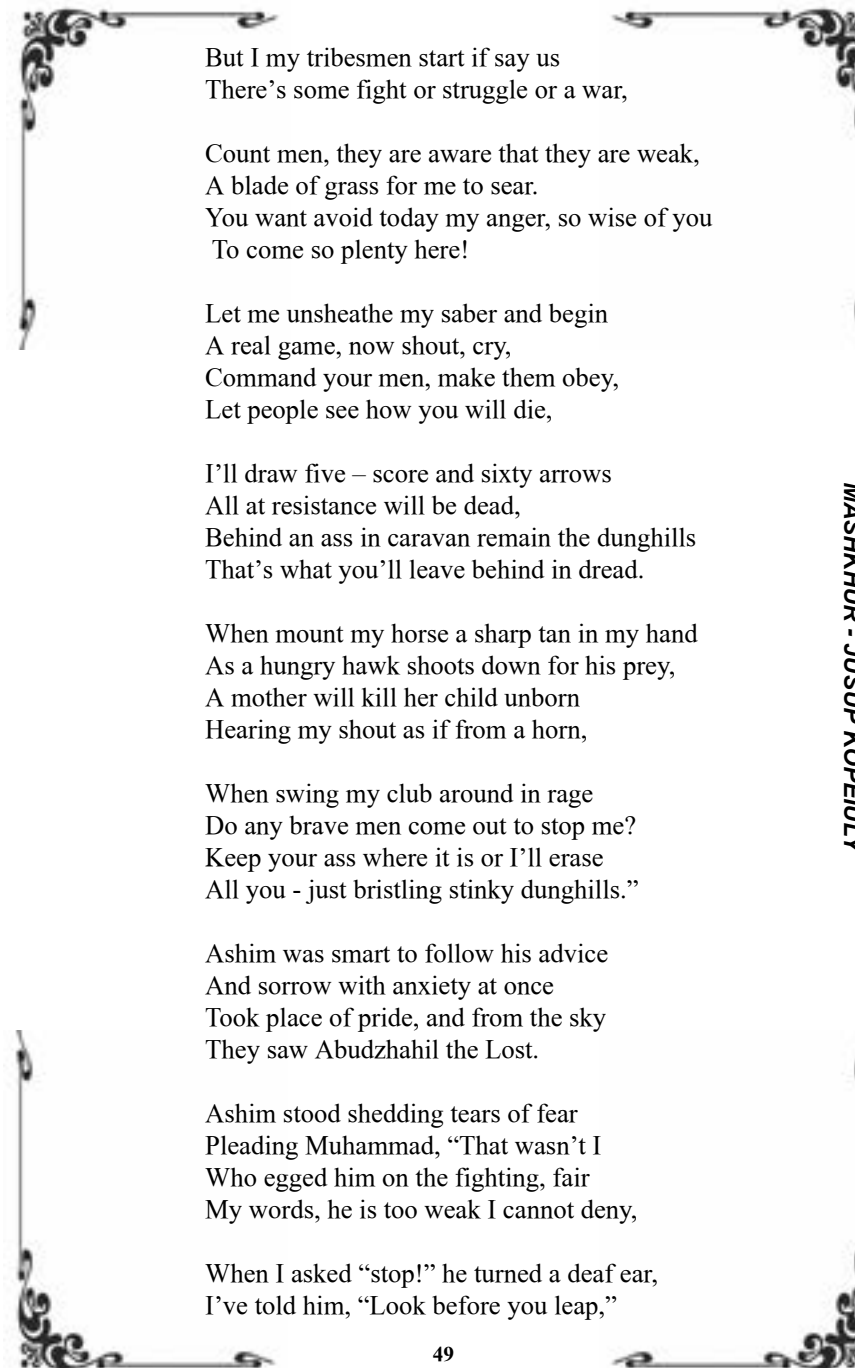 But I my tribesmen start if say us
There’s some fight or struggle or a war,

Count men, they are aware that they are weak,
A blade of grass for me to sear.
You want avoid today my anger, so wise of you
To come so plenty here!

Let me unsheathe my saber and begin
A real game, now shout, cry,
Command your men, make them obey,
Let people see how you will die,

I’ll draw five – score and sixty arrows
All at resistance will be dead,
Behind an ass in caravan remain the dunghills
That’s what you’ll leave behind in dread.

When mount my horse a sharp tan in my hand
As a hungry hawk shoots down for his prey,
A mother will kill her child unborn
Hearing my shout as if from a horn,

When swing my club around in rage
Do any brave men come out to stop me?
Keep your ass where it is or I’ll erase
All you - just bristling stinky dunghills.”

Ashim was smart to follow his advice
And sorrow with anxiety at once
Took place of pride, and from the sky
They saw Abudzhahil the Lost.

Ashim stood shedding tears of fear
Pleading Muhammad, “That wasn’t I
Who egged him on the fighting, fair
My words, he is too weak I cannot deny,

When I asked “stop!” he turned a deaf ear,
I’ve told him, “Look before you leap,”

49
MASHKHUR - JUSUP KOPEIULY